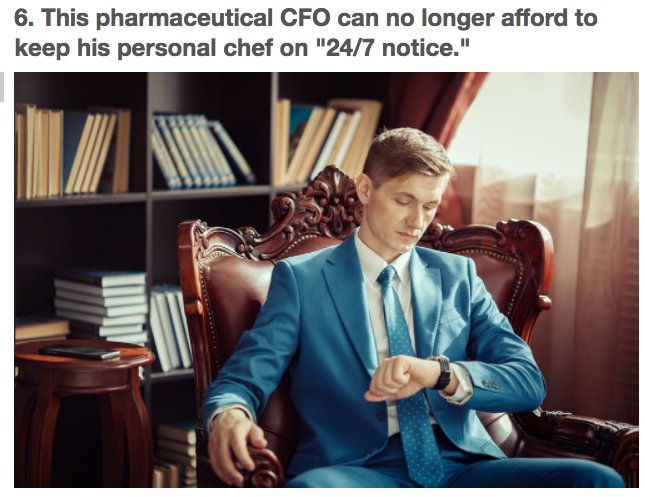 6. This pharmaceutical CFO can no longer afford to
keep his personal chef on "24/7 notice."